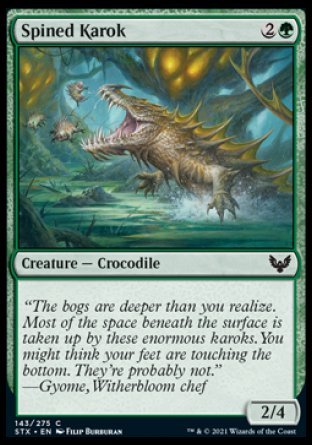 Spined Karok 2
Creature — Crocodile
“The bogs are deeper than you realize.
Most of the space beneath the surface is
taken up by these enormous karoks. You
might think your feet are touching the
bottom. They’re probably not.”
—Gyome, Witherbloom chef
2/4
143/275 C
STX • EN Filip Burburan
™ & © 2021 Wizards of the Coast